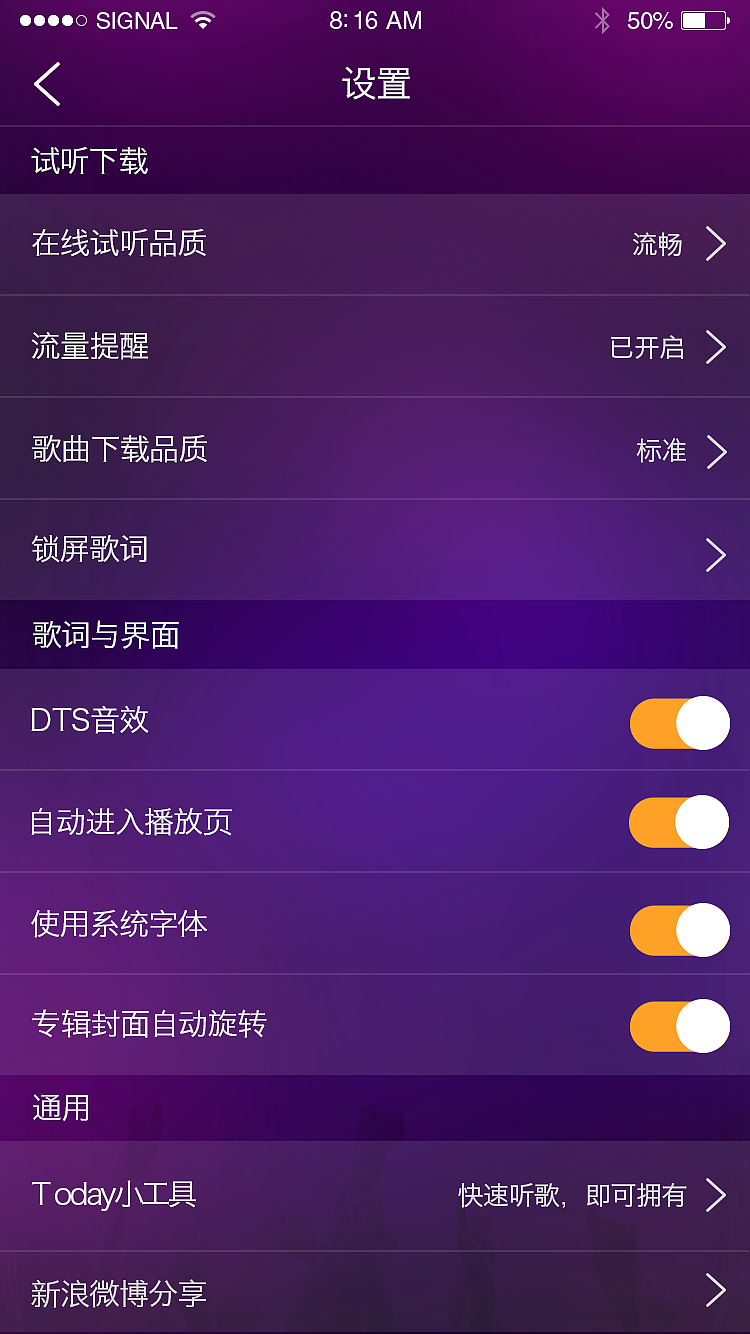 SIGNAL 8:16 AM 50%
设置
试听下载
在线试听品质 流畅
流量提醒 已开启
歌曲下载品质 标准
锁屏歌词
歌词与界面
DTS音效
自动进入播放页
使用系统字体
专辑封面自动旋转
通用
Today小工具 快速听歌，即可拥有
新浪微博分享